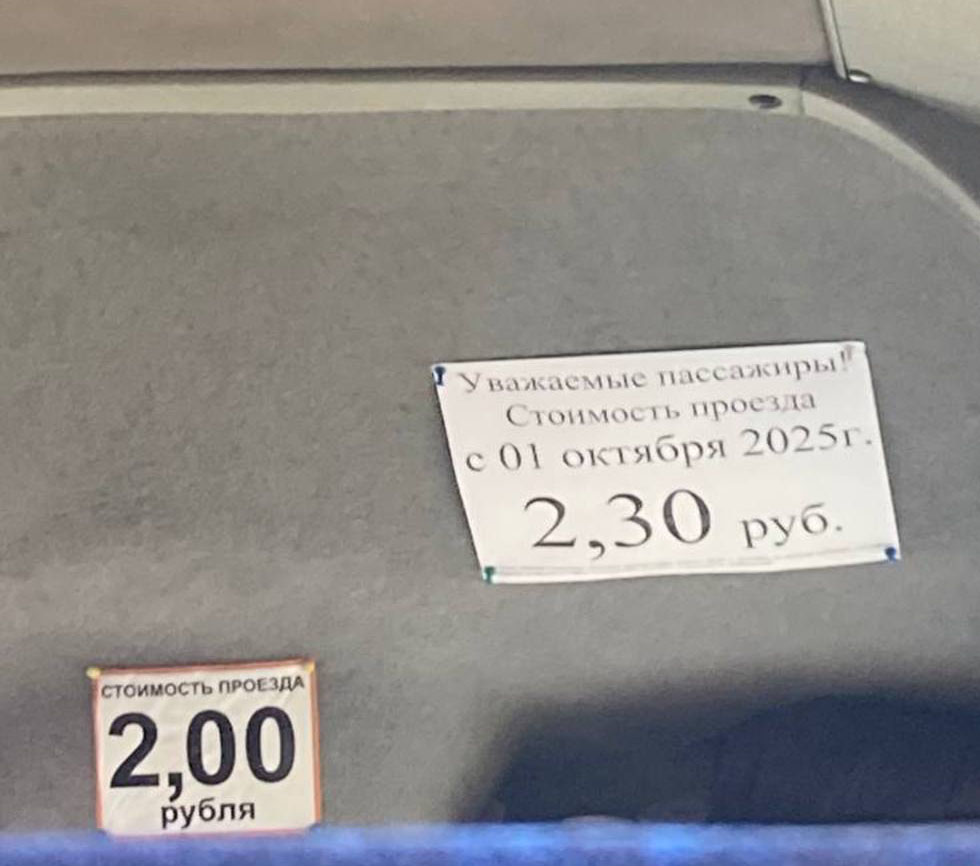 Уважаемые пассажиры!
Стоимость проезда
с 01 октября 2025г.
2,30 руб.
СТОИМОСТЬ ПРОЕЗДА
2,00
рубля